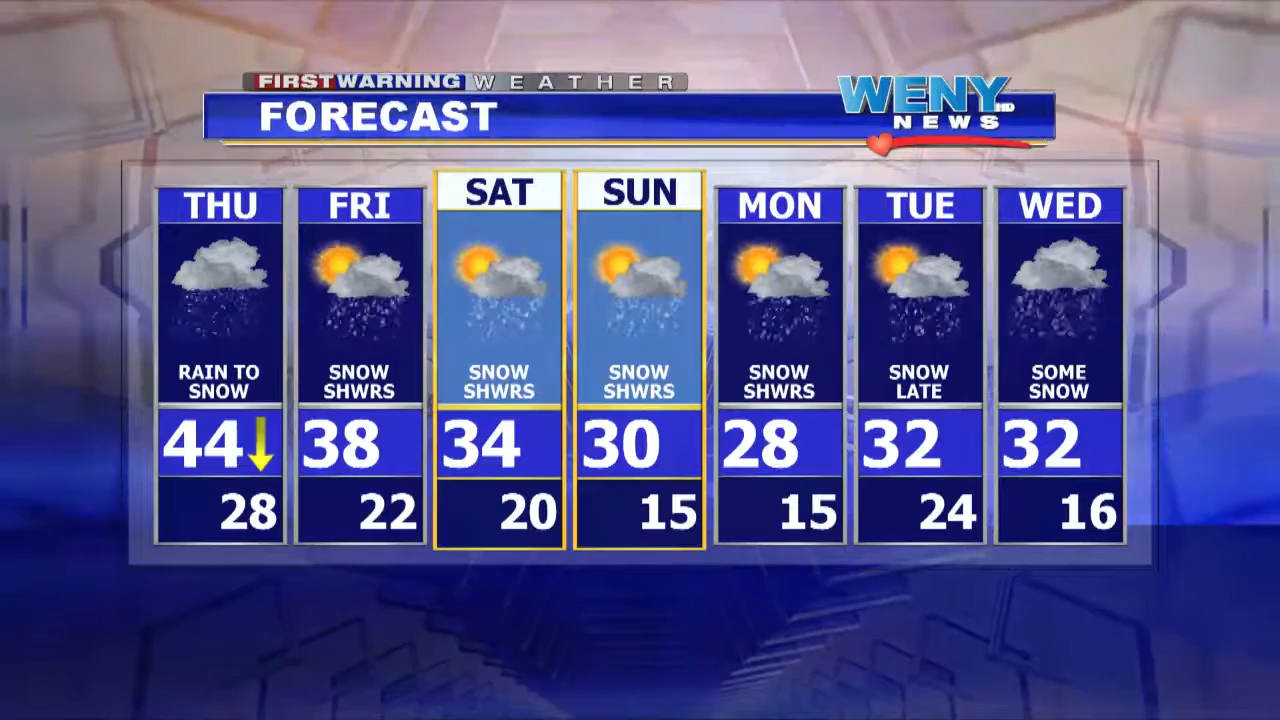 FIRST WARNING WEATHER
FORECAST
WENY HD
NEWS
THU
RAIN TO
SNOW
44
28
FRI
SNOW
SHWRS
38
22
SAT
SNOW
SHWRS
34
20
SUN
SNOW
SHWRS
30
15
MON
SNOW
SHWRS
28
15
TUE
SNOW
LATE
32
24
WED
SOME
SNOW
32
16